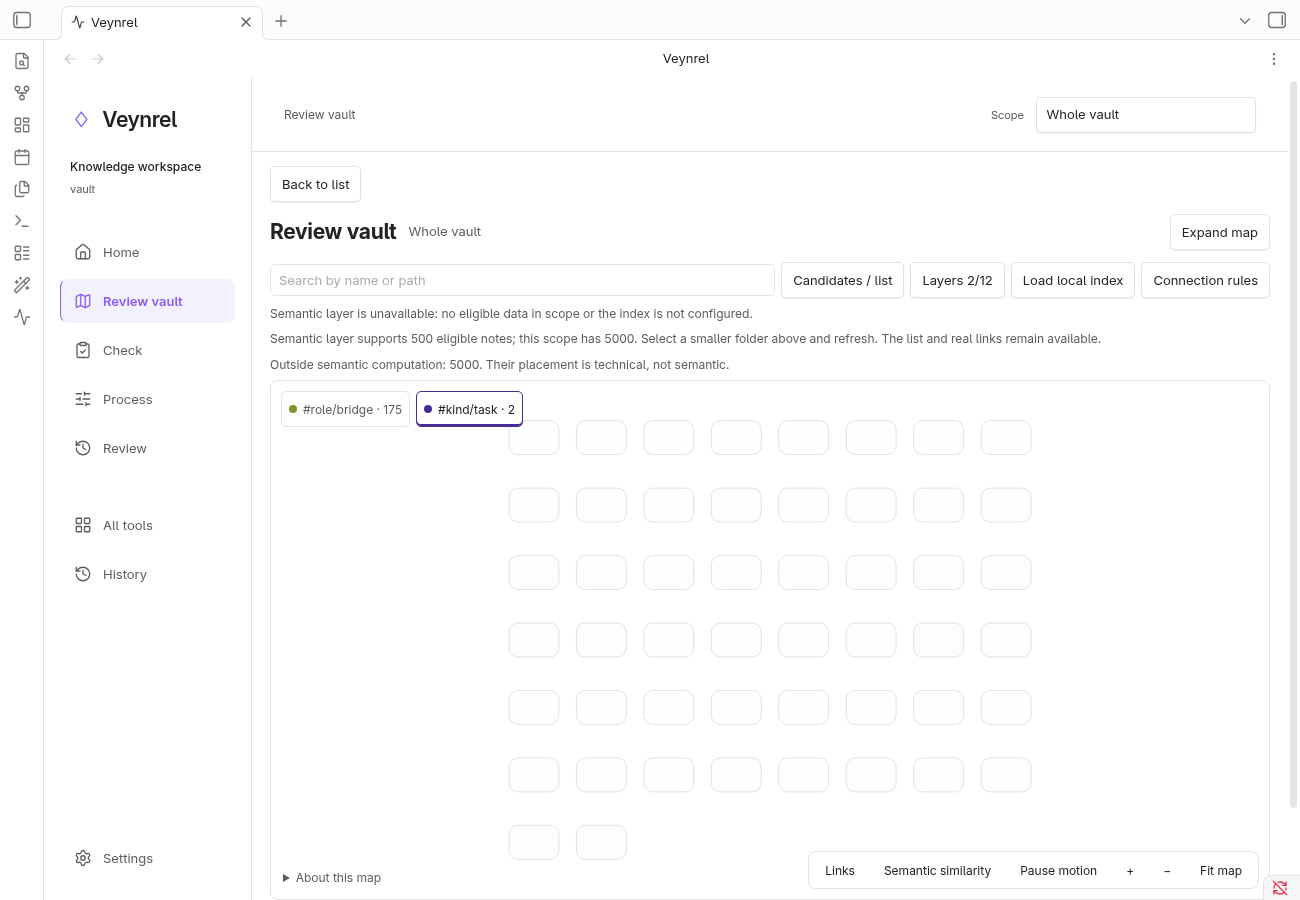 Veynrel
Veynrel
Veynrel
Knowledge workspace
vault
Home
Review vault
Check
Process
Review
All tools
History
Settings
Review vault
Scope
Whole vault
Back to list
Review vault
Whole vault
Expand map
Search by name or path
Candidates / list
Layers 2/12
Load local index
Connection rules
Semantic layer is unavailable: no eligible data in scope or the index is not configured.
Semantic layer supports 500 eligible notes; this scope has 5000. Select a smaller folder above and refresh. The list and real links remain available.
Outside semantic computation: 5000. Their placement is technical, not semantic.
#role/bridge · 175
#kind/task · 2
About this map
Links
Semantic similarity
Pause motion
+
−
Fit map